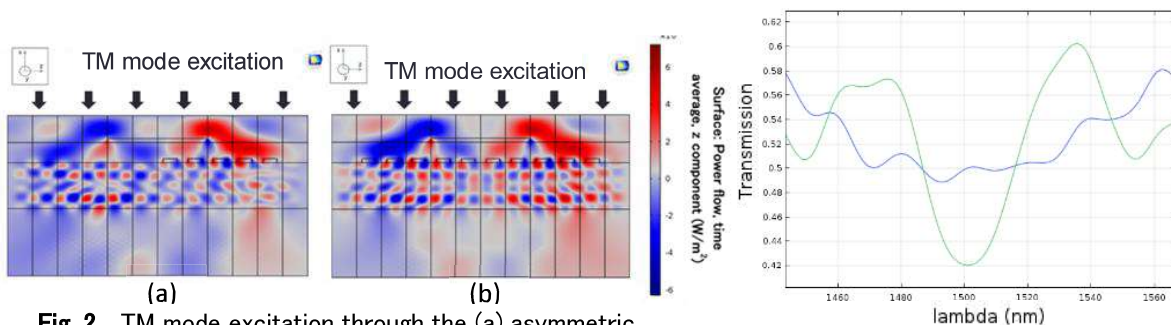 TM mode excitation
TM mode excitation
6
4
2
0
-2
-4
-6
Surface: Power flow, time
average, z component (W/m²)
(a)
(b)
Fig. 2 TM mode excitation through the (a) asymmetric
Transmission
0.62
0.6
0.58
0.56
0.54
0.52
0.5
0.48
0.46
0.44
0.42
1460
1480
1500
1520
1540
1560
lambda (nm)